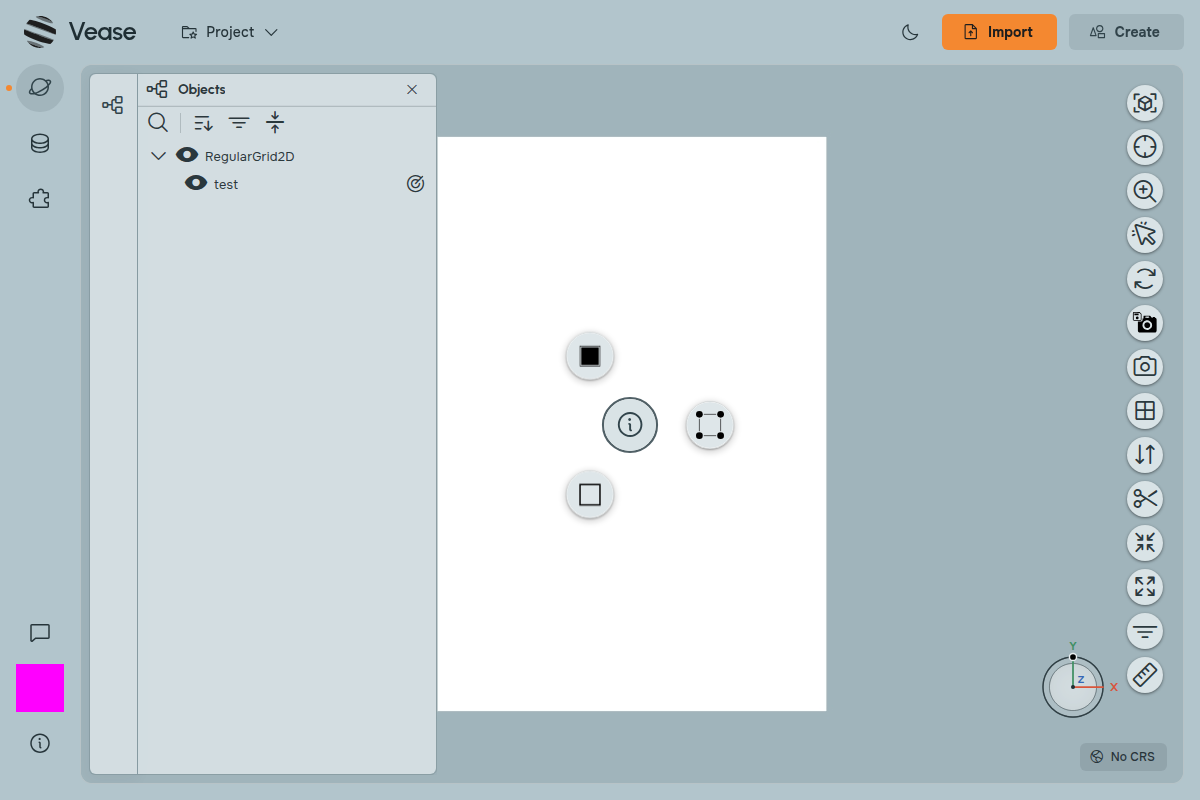 Vease
Project
Import
Create
Objects
RegularGrid2D
test
Y
Z
X
No CRS